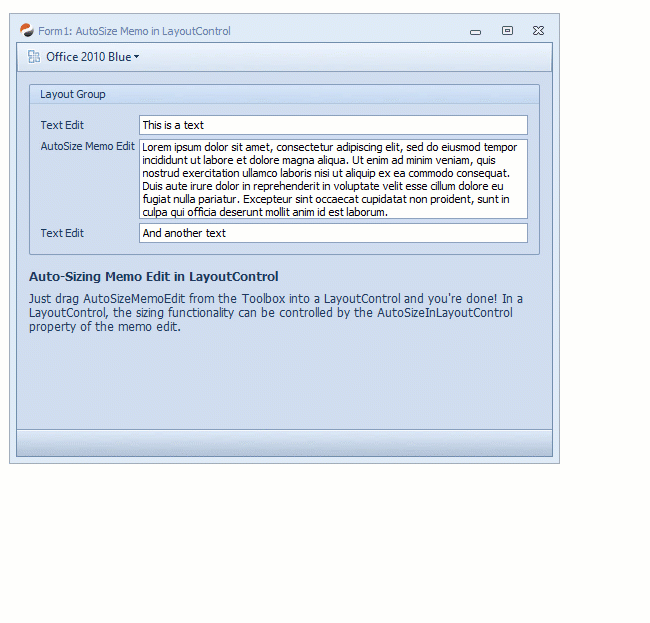 Form1: AutoSize Memo in LayoutControl
Office 2010 Blue
Layout Group
Text Edit
This is a text
AutoSize Memo Edit
Lorem ipsum dolor sit amet, consectetur adipiscing elit, sed do eiusmod tempor
incididunt ut labore et dolore magna aliqua. Ut enim ad minim veniam, quis
nostrud exercitation ullamco laboris nisi ut aliquip ex ea commodo consequat.
Duis aute irure dolor in reprehenderit in voluptate velit esse cillum dolore eu
fugiat nulla pariatur. Excepteur sint occaecat cupidatat non proident, sunt in
culpa qui officia deserunt mollit anim id est laborum.
Text Edit
And another text
Auto-Sizing Memo Edit in LayoutControl
Just drag AutoSizeMemoEdit from the Toolbox into a LayoutControl and you're done! In a
LayoutControl, the sizing functionality can be controlled by the AutoSizeInLayoutControl
property of the memo edit.